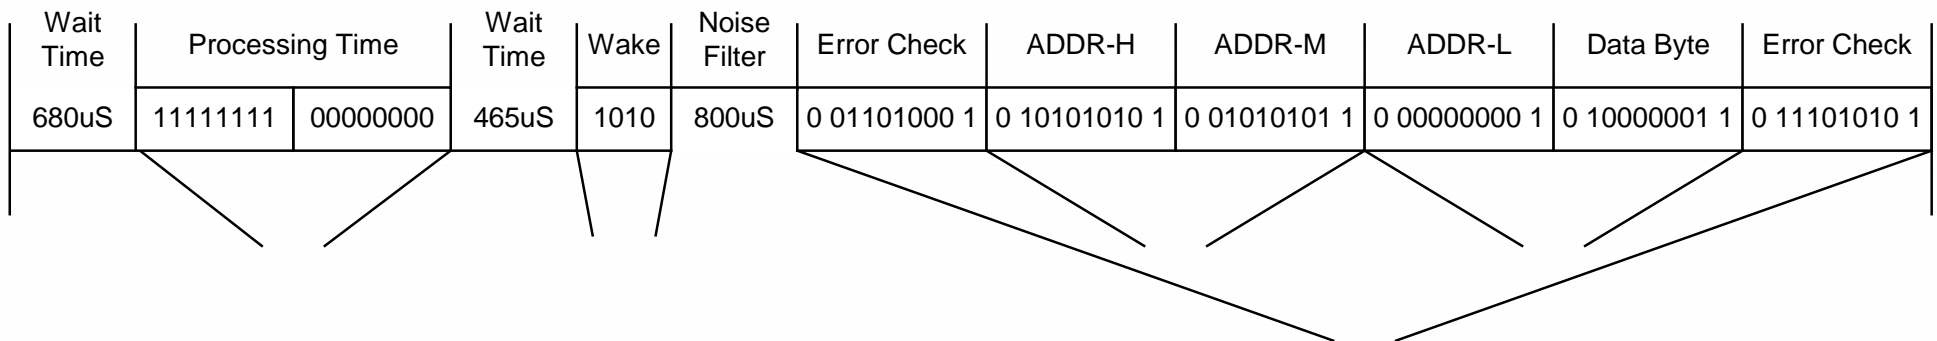 Wait Time
Processing Time
Wait Time
Wake
Noise Filter
Error Check
ADDR-H
ADDR-M
ADDR-L
Data Byte
Error Check
680uS
11111111
00000000
465uS
1010
800uS
0 01101000 1
0 10101010 1
0 01010101 1
0 00000000 1
0 10000001 1
0 11101010 1